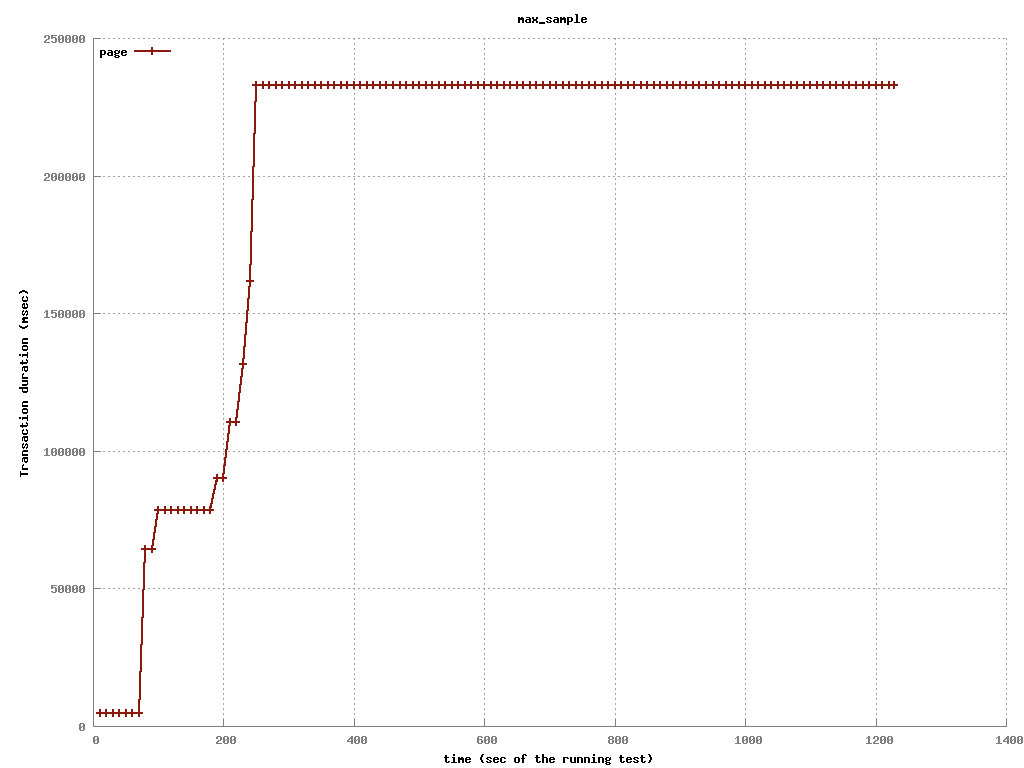 max_sample
250000
page
200000
150000
Transaction duration (msec)
100000
50000
0
0 200 400 600 800 1000 1200 1400
time (sec of the running test)